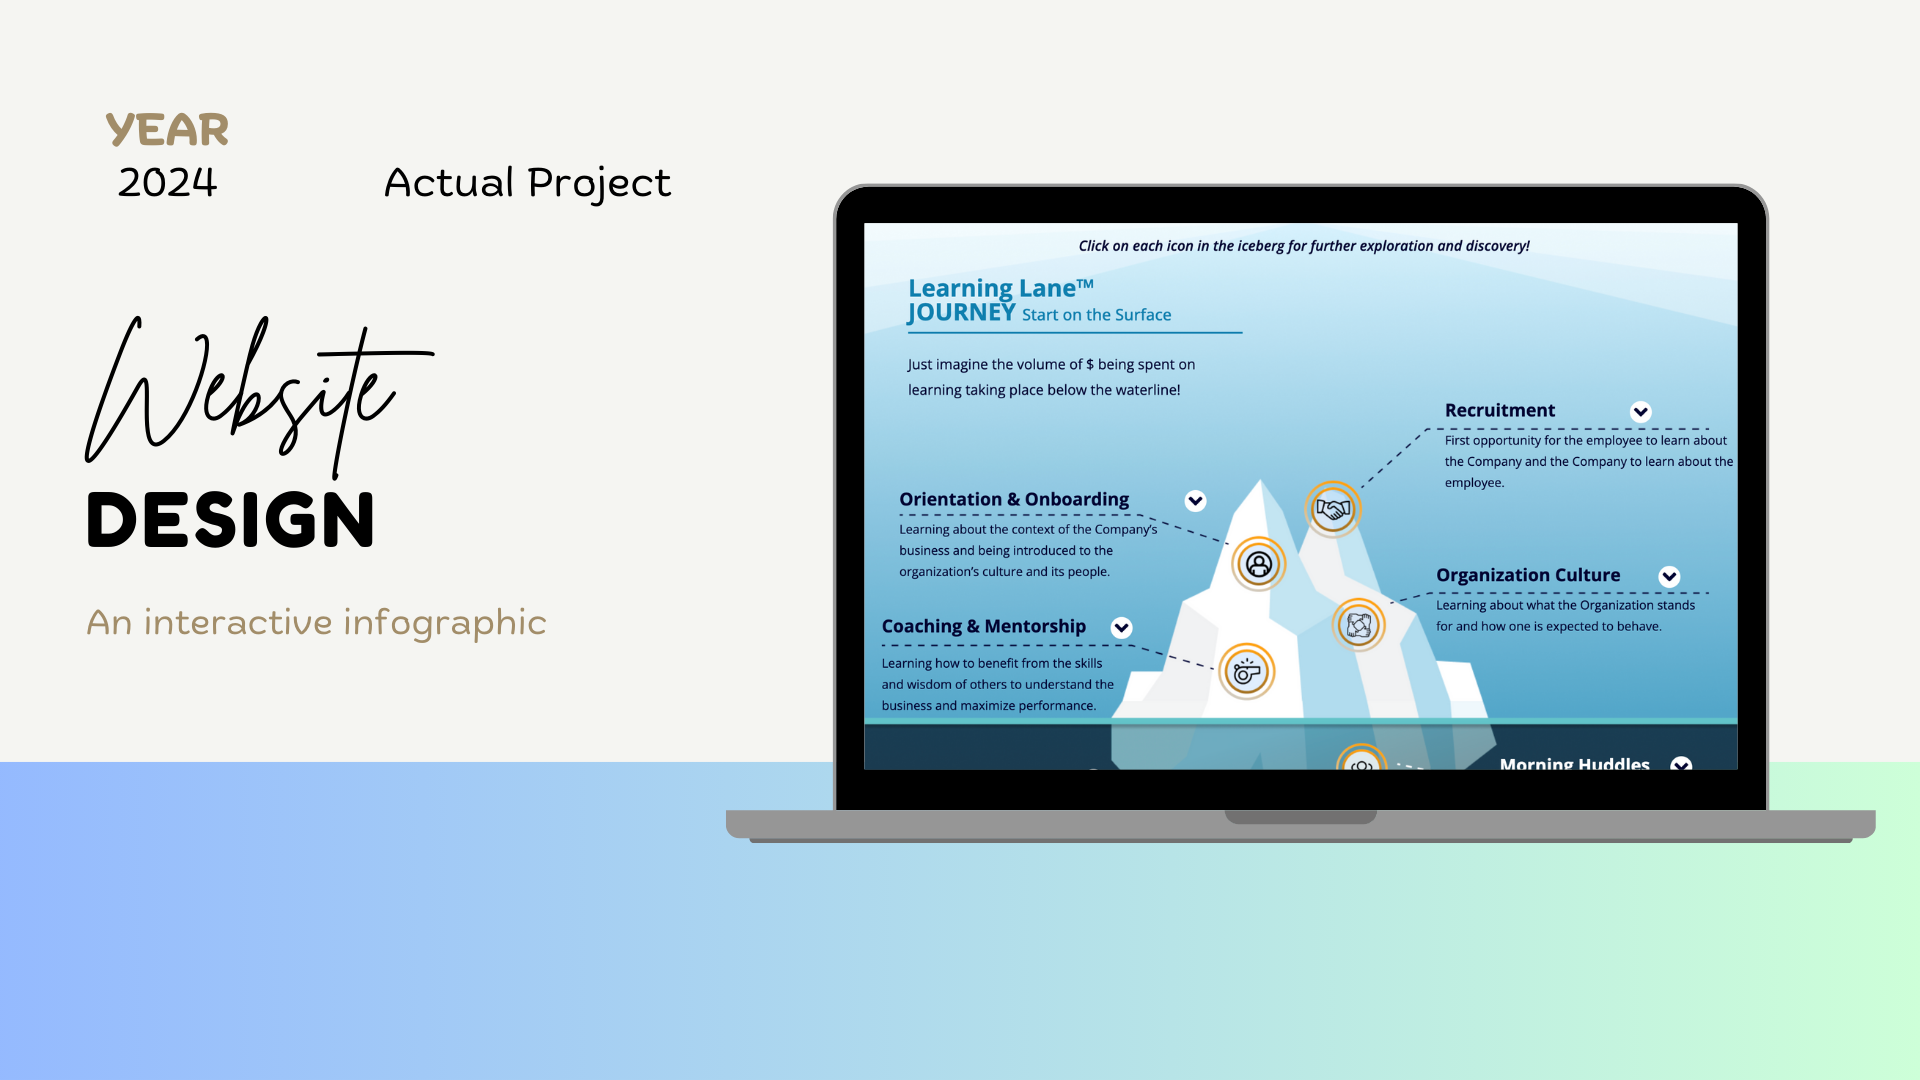 YEAR
2024
Actual Project
Website
DESIGN
An interactive infographic
Click on each icon in the iceberg for further exploration and discovery!
Learning Lane™
JOURNEY Start on the Surface
Just imagine the volume of $ being spent on
learning taking place below the waterline!
Recruitment
First opportunity for the employee to learn about
the Company and the Company to learn about the
employee.
Orientation & Onboarding
Learning about the context of the Company's
business and being introduced to the
organization's culture and its people.
Organization Culture
Learning about what the Organization stands
for and how one is expected to behave.
Coaching & Mentorship
Learning how to benefit from the skills
and wisdom of others to understand the
business and maximize performance.
Morning Huddles